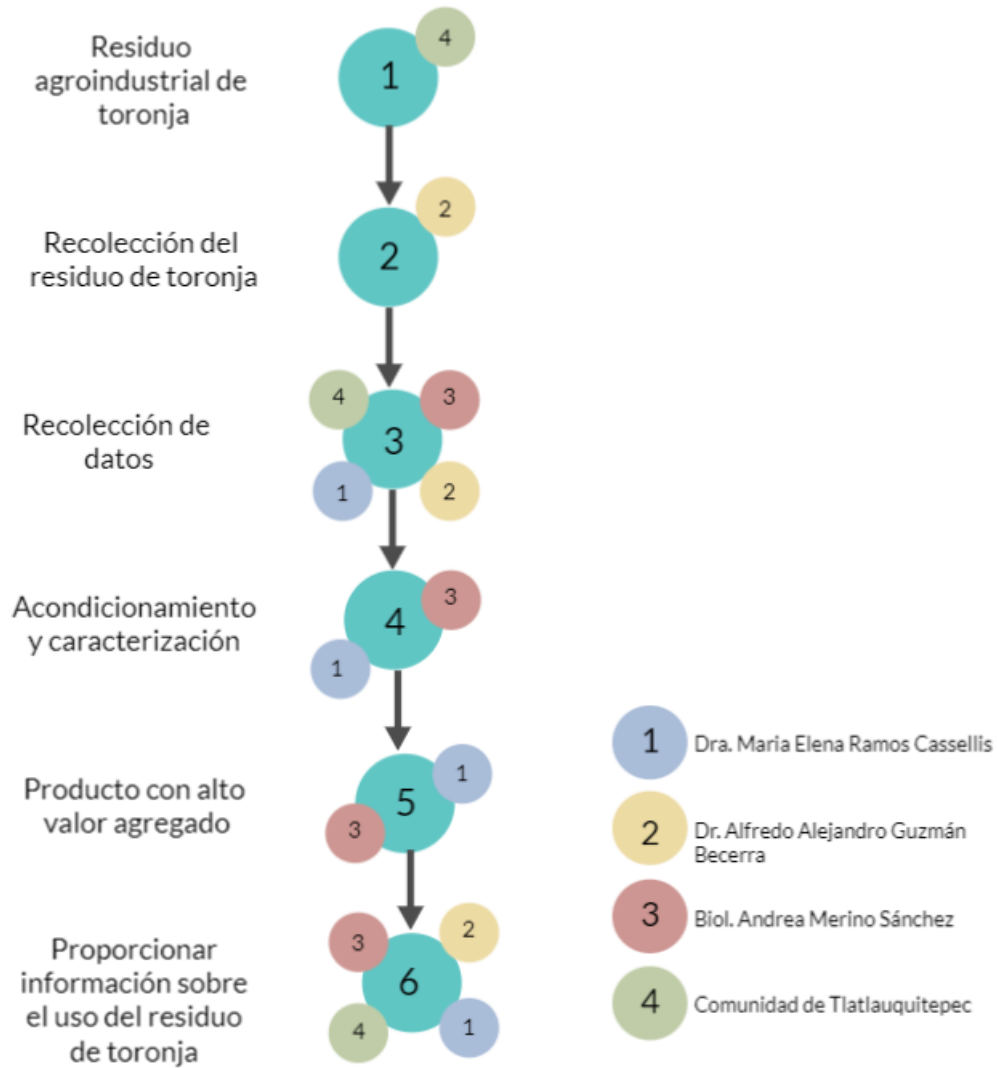 Residuo
agroindustrial de
toronja
1
4
Recolección del
residuo de toronja
2
2
Recolección de
datos
4
3
3
1
2
Acondicionamiento
y caracterización
3
4
1
Producto con alto
valor agregado
1
5
3
Proporcionar
información sobre
el uso del residuo
de toronja
3
2
6
4
1
1 Dra. Maria Elena Ramos Cassellis
2 Dr. Alfredo Alejandro Guzmán
Becerra
3 Biol. Andrea Merino Sánchez
4 Comunidad de Tlatlauquitepec